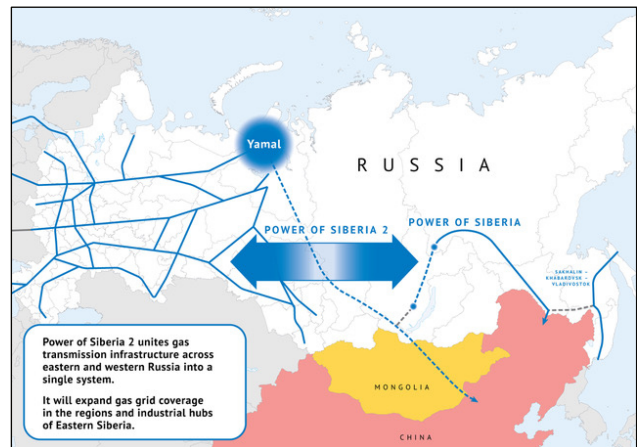 Yamal
RUSSIA
POWER OF SIBERIA 2
POWER OF SIBERIA
SAKHALIN –
KHABAROVSK –
VLADIVOSTOK
Power of Siberia 2 unites gas
transmission infrastructure across
eastern and western Russia into a
single system.
It will expand gas grid coverage
in the regions and industrial hubs
of Eastern Siberia.
MONGOLIA
CHINA